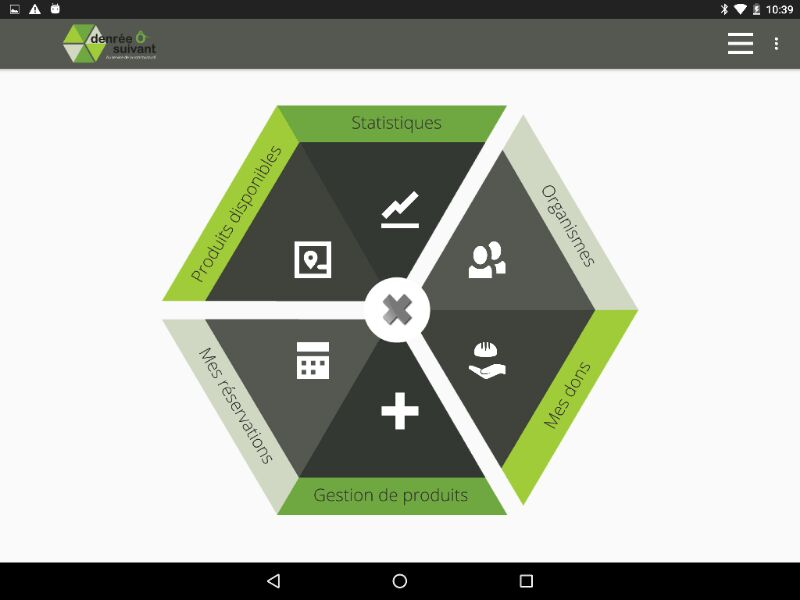 10:39
denrée Ô
suivant
Statistiques
Produits disponibles
Organismes
Mes réservations
Mes dons
Gestion de produits